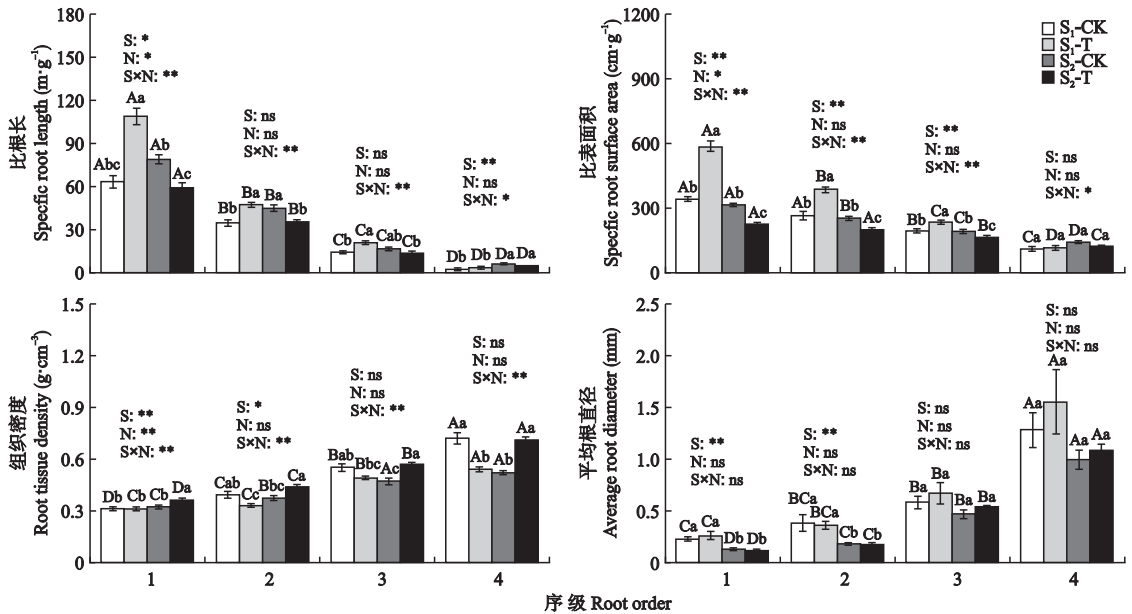 比根长
Specfic root length (m·g⁻¹)
180
150
120
90
60
30
0
S: *
N: *
S×N: **
Abc Aa Ab Ac
S: ns
N: ns
S×N: **
Bb Ba Ba Bb
S: ns
N: ns
S×N: **
Cb Ca Cab Cb
S: **
N: ns
S×N: *
Db Db Da Da
比表面积
Specfic root surface area (cm·g⁻¹)
1200
900
600
300
0
S₁-CK
S₁-T
S₂-CK
S₂-T
S: **
N: *
S×N: **
Ab Aa Ab Ac
S: **
N: ns
S×N: **
Ab Ba Bb Ac
S: **
N: ns
S×N: **
Bb Ca Cb Bc
S: ns
N: ns
S×N: *
Ca Da Da Ca
组织密度
Root tissue density (g·cm⁻³)
1.5
1.2
0.9
0.6
0.3
0
S: **
N: **
S×N: **
Db Cb Cb Da
S: *
N: ns
S×N: **
Cab Cc Bbc Ca
S: ns
N: ns
S×N: **
Bab Bbc Ac Ba
S: ns
N: ns
S×N: **
Aa Ab Ab Aa
1 2 3 4
平均根直径
Average root diameter (mm)
2.5
2.0
1.5
1.0
0.5
0
S: **
N: ns
S×N: ns
Ca Ca Db Db
S: **
N: ns
S×N: ns
BCa BCa Cb Cb
S: ns
N: ns
S×N: ns
Ba Ba Ba Ba
S: ns
N: ns
S×N: ns
Aa Aa Aa Aa
1 2 3 4
序 级 Root order